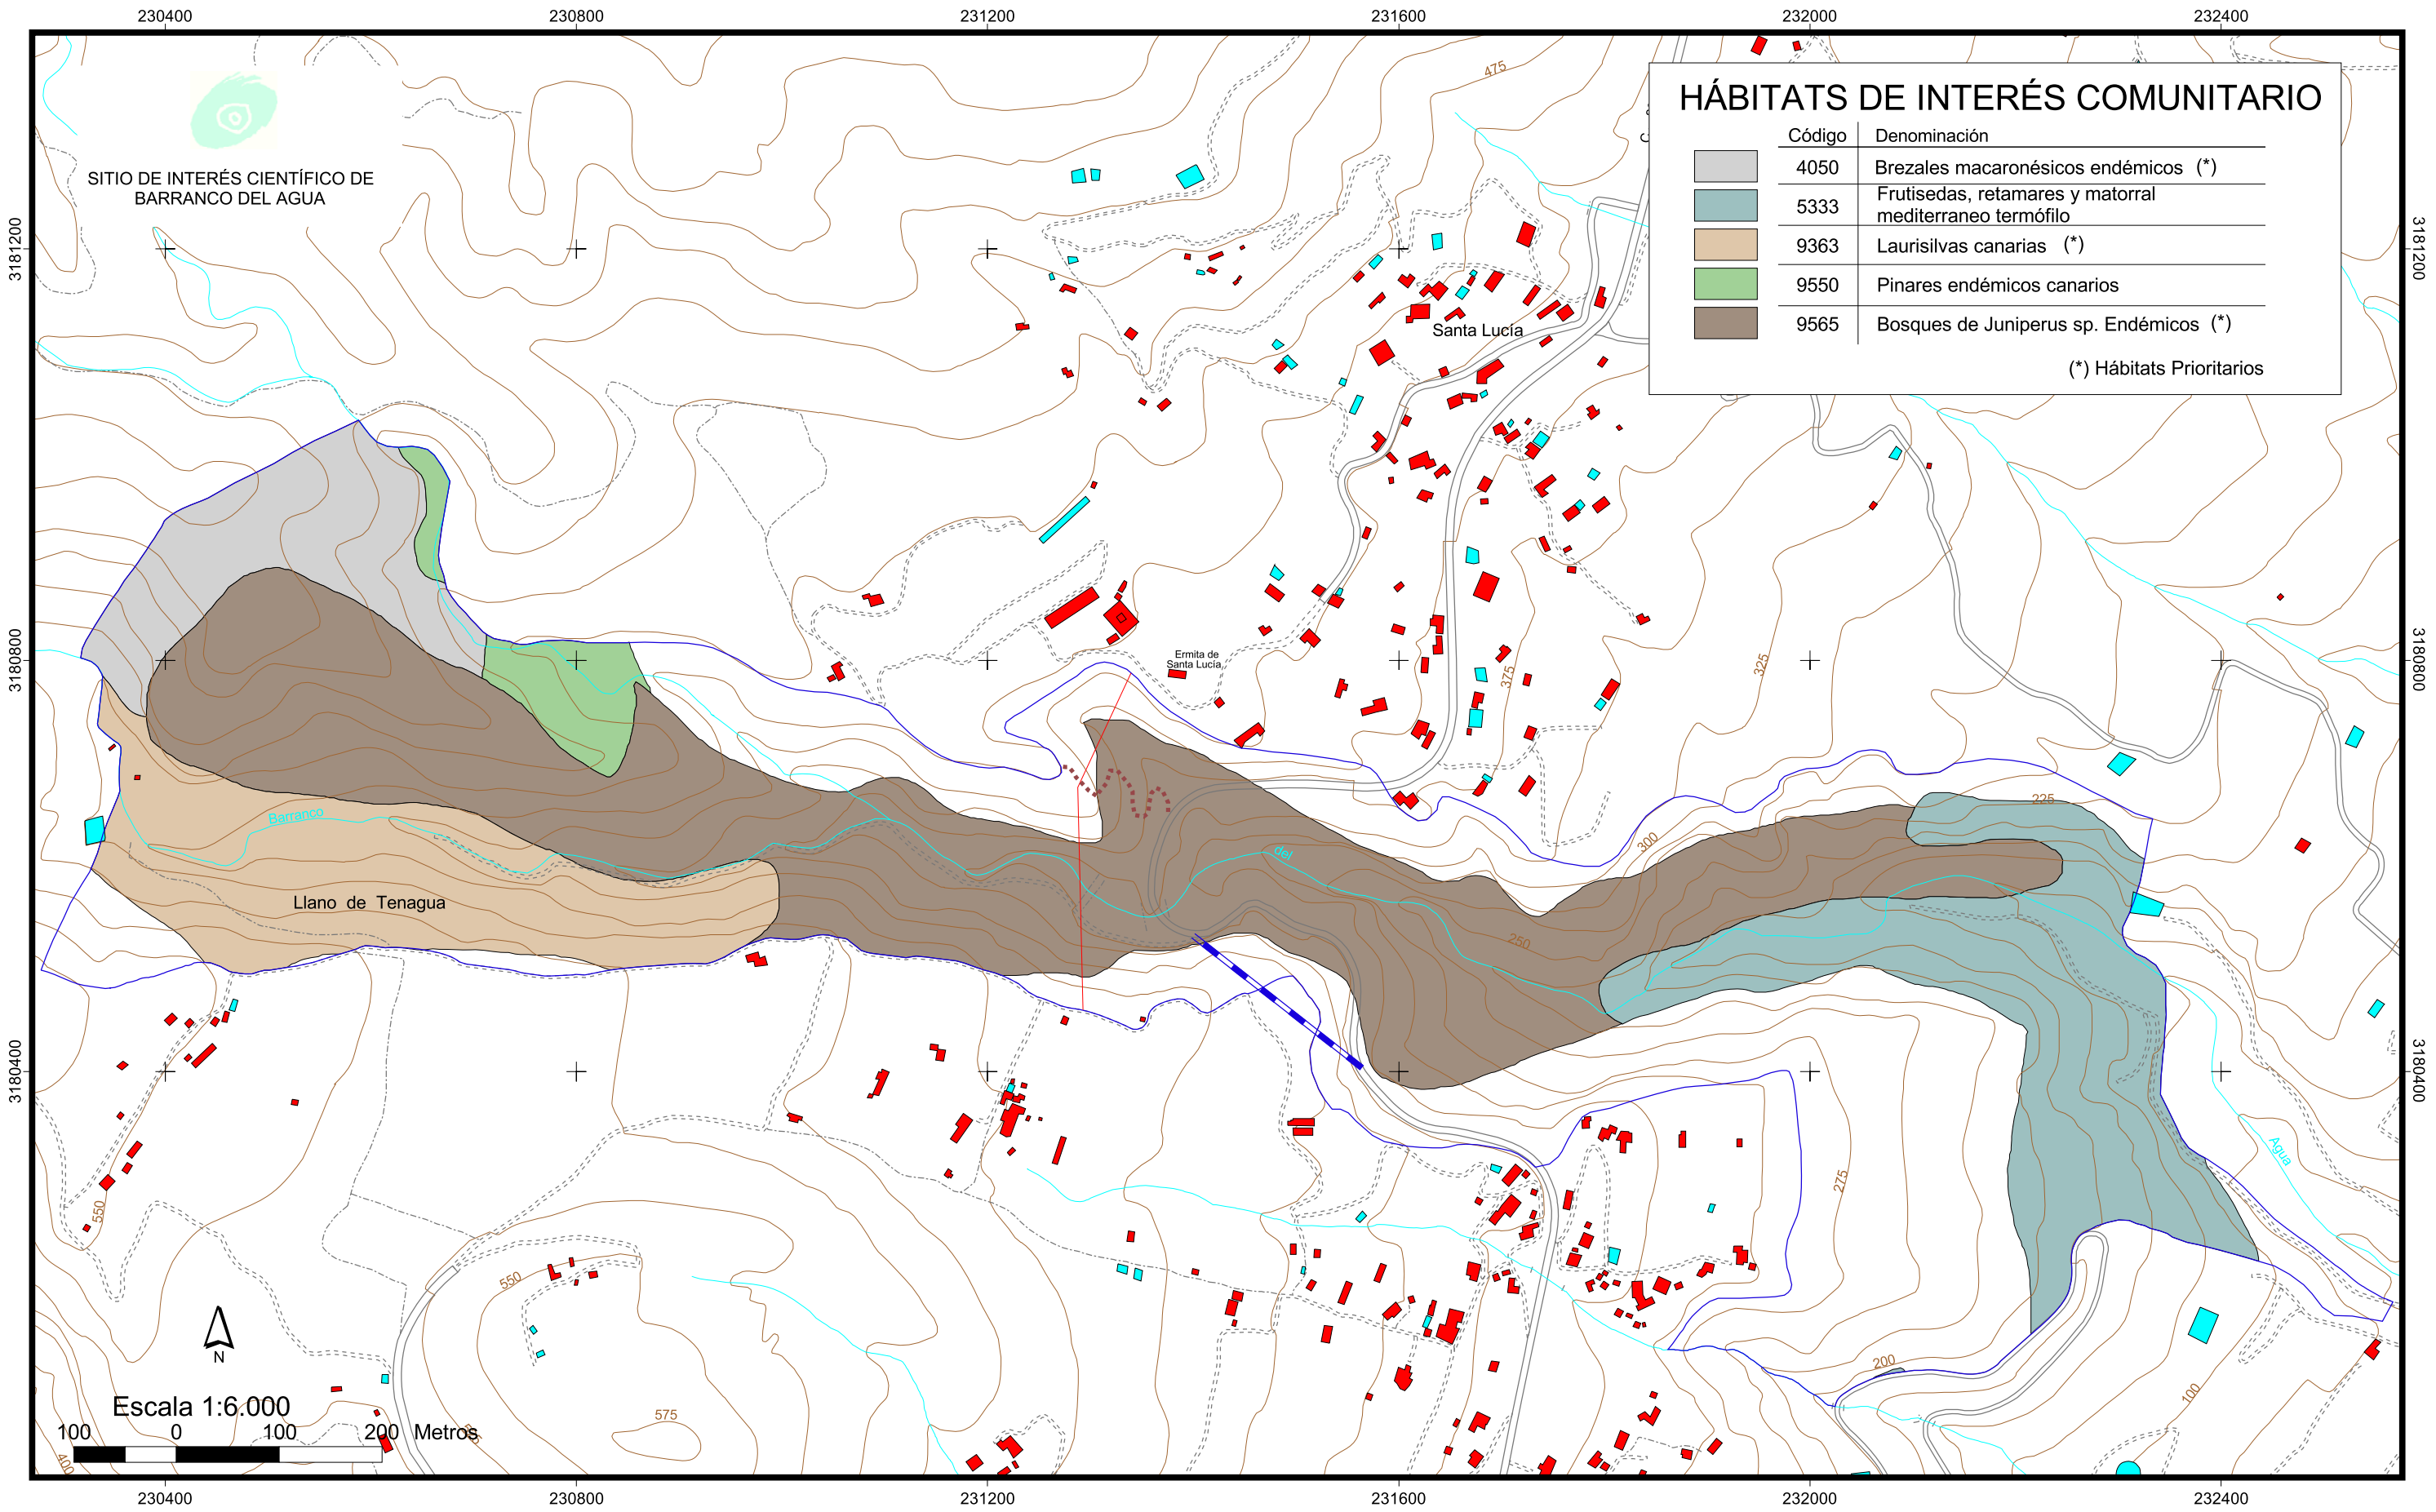 230400 230800 231200 231600 232000 232400
475
HÁBITATS DE INTERÉS COMUNITARIO
Código Denominación
4050 Brezales macaronésicos endémicos (*)
5333 Frutisedas, retamares y matorral
mediterraneo termófilo
9363 Laurisilvas canarias (*)
9550 Pinares endémicos canarios
9565 Bosques de Juniperus sp. Endémicos (*)
(*) Hábitats Prioritarios
SITIO DE INTERÉS CIENTÍFICO DE
BARRANCO DEL AGUA
3181200 3181200
Santa Lucía
3180800 3180800
Ermita de
Santa Lucía
375
325
225
300
Barranco
del
Llano de Tenagua
250
3180400 3180400
Agua
275
550
550
200
100
575
400
N
Escala 1:6.000
100 0 100 200 Metros
230400 230800 231200 231600 232000 232400